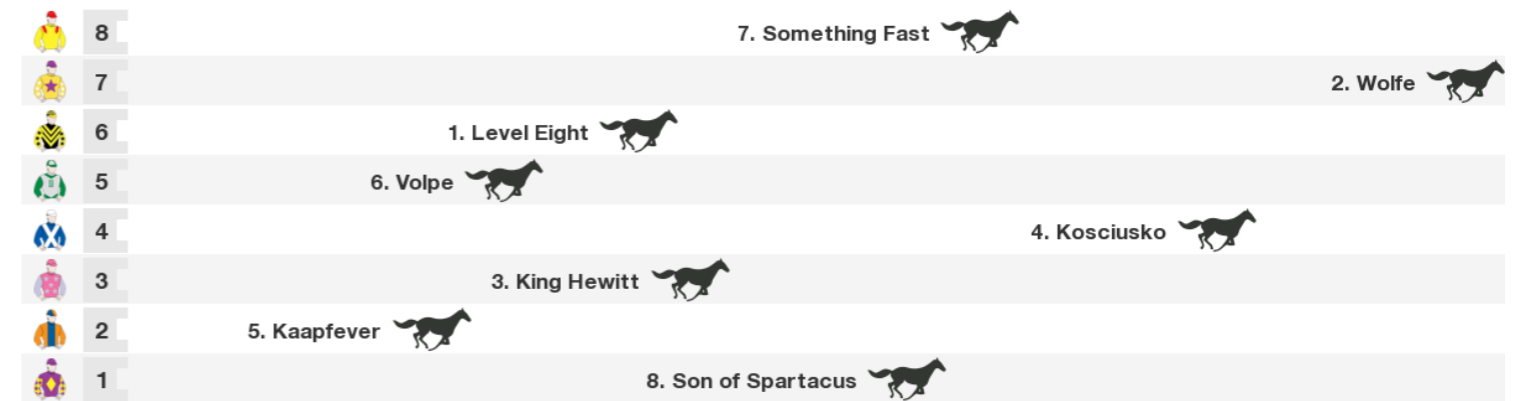 8 7. Something Fast
7 2. Wolfe
6 1. Level Eight
5 6. Volpe
4 4. Kosciusko
3 3. King Hewitt
2 5. Kaapfever
1 8. Son of Spartacus